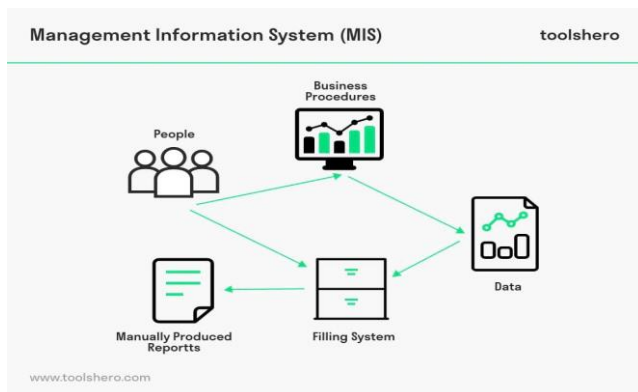 Management Information System (MIS)
toolshero
Business
Procedures
People
Data
Manually Produced
Reportts
Filling System
www.toolshero.com